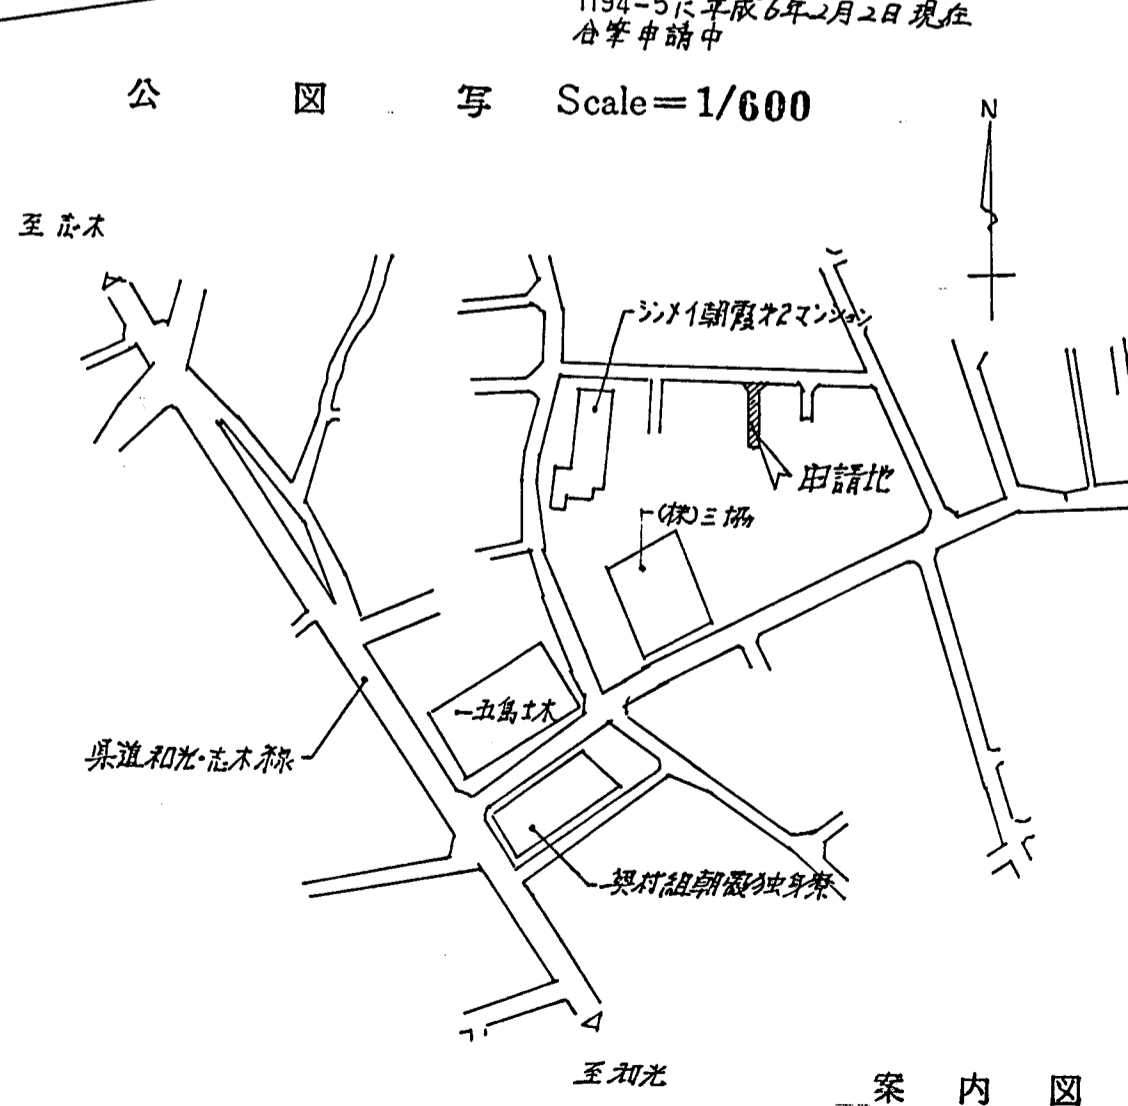 1194-5に平成6年2月2日現在
合筆申請中
公図写 Scale=1/600
N
至志木
シンメイ朝霞第2マンション
申請地
(株)三協
五島土木
県道和光・志木線
奥村組朝霞独身寮
至和光
案内図